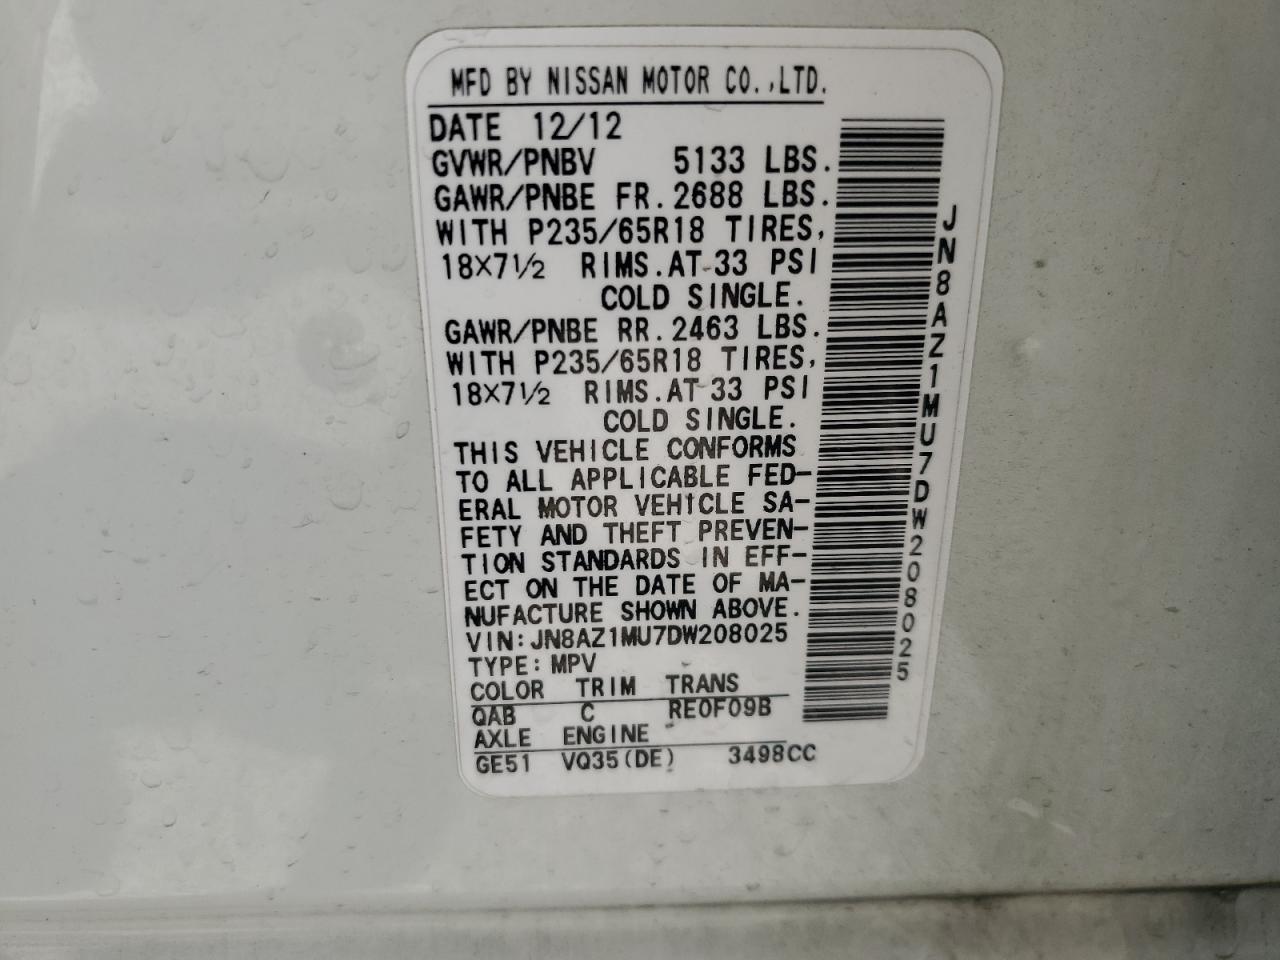 MFD BY NISSAN MOTOR CO.,LTD.
DATE 12/12
GVWR/PNBV 5133 LBS.
GAWR/PNBE FR.2688 LBS.
WITH P235/65R18 TIRES,
18×7½ RIMS.AT 33 PSI
COLD SINGLE.
GAWR/PNBE RR.2463 LBS.
WITH P235/65R18 TIRES,
18×7½ RIMS.AT 33 PSI
COLD SINGLE.
THIS VEHICLE CONFORMS
TO ALL APPLICABLE FED-
ERAL MOTOR VEHICLE SA-
FETY AND THEFT PREVEN-
TION STANDARDS IN EFF-
ECT ON THE DATE OF MA-
NUFACTURE SHOWN ABOVE.
VIN:JN8AZ1MU7DW208025
TYPE:MPV
COLOR TRIM TRANS
QAB C RE0F09B
AXLE ENGINE
GE51 VQ35(DE) 3498CC
JN8AZ1MU7DW208025